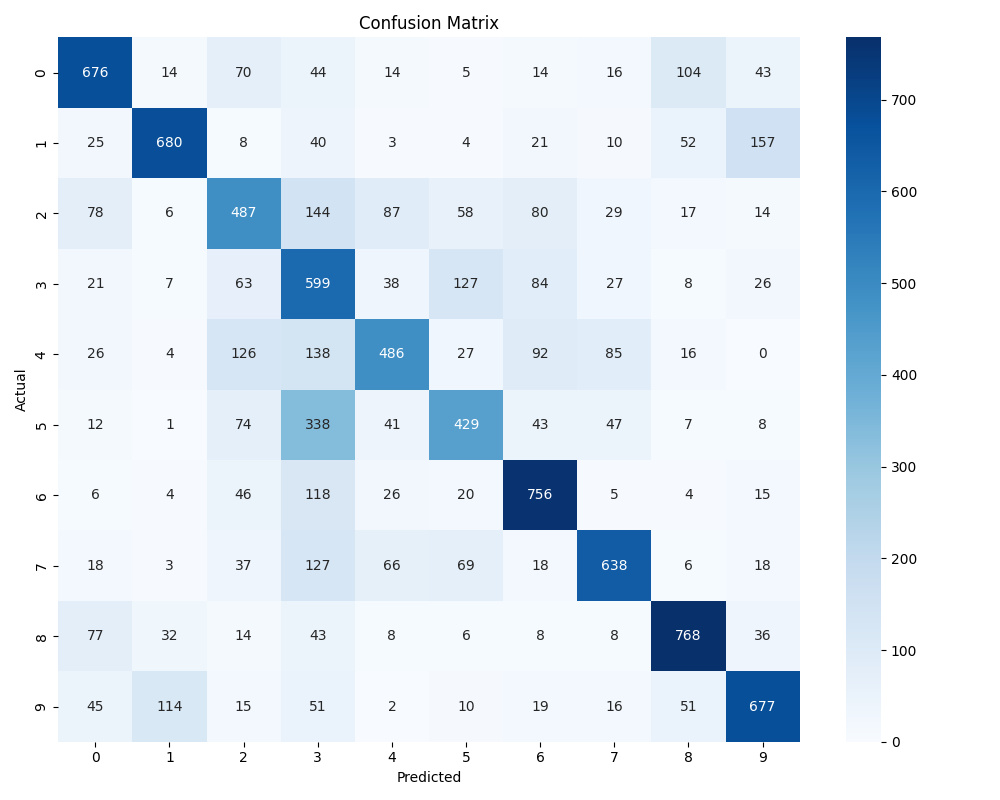 Confusion Matrix
0 676 14 70 44 14 5 14 16 104 43
1 25 680 8 40 3 4 21 10 52 157
2 78 6 487 144 87 58 80 29 17 14
3 21 7 63 599 38 127 84 27 8 26
4 26 4 126 138 486 27 92 85 16 0
5 12 1 74 338 41 429 43 47 7 8
6 6 4 46 118 26 20 756 5 4 15
7 18 3 37 127 66 69 18 638 6 18
8 77 32 14 43 8 6 8 8 768 36
9 45 114 15 51 2 10 19 16 51 677
Actual
0 1 2 3 4 5 6 7 8 9
Predicted
700
600
500
400
300
200
100
0